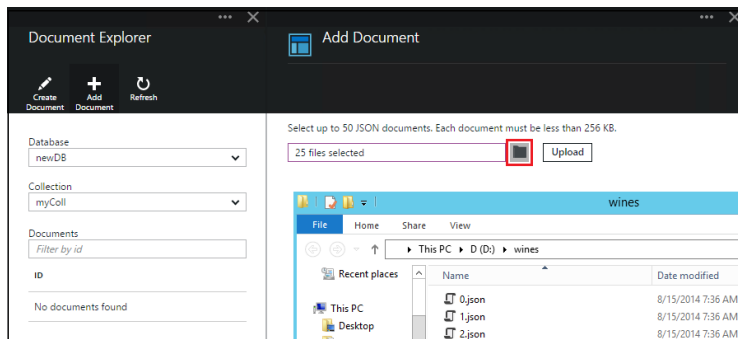 Document Explorer
Create Document
Add Document
Refresh
Database
newDB
Collection
myColl
Documents
Filter by id
ID
No documents found
Add Document
Select up to 50 JSON documents. Each document must be less than 256 KB.
25 files selected
Upload
wines
File Home Share View
This PC D (D:) wines
Recent places
This PC
Desktop
Name Date modified
0.json 8/15/2014 7:36 AM
1.json 8/15/2014 7:36 AM
2.json 8/15/2014 7:36 AM